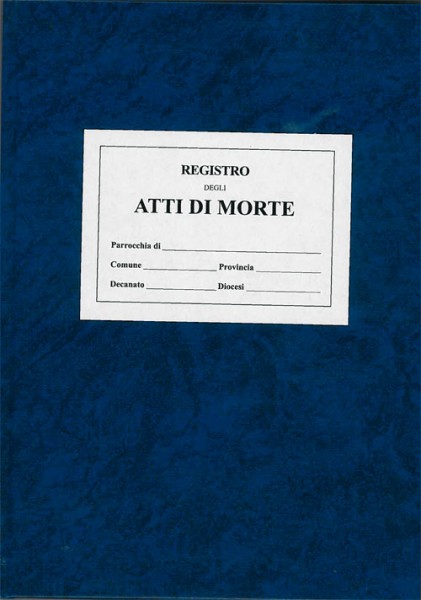 REGISTRO
DEGLI
ATTI DI MORTE
Parrocchia di
Comune Provincia
Decanato Diocesi